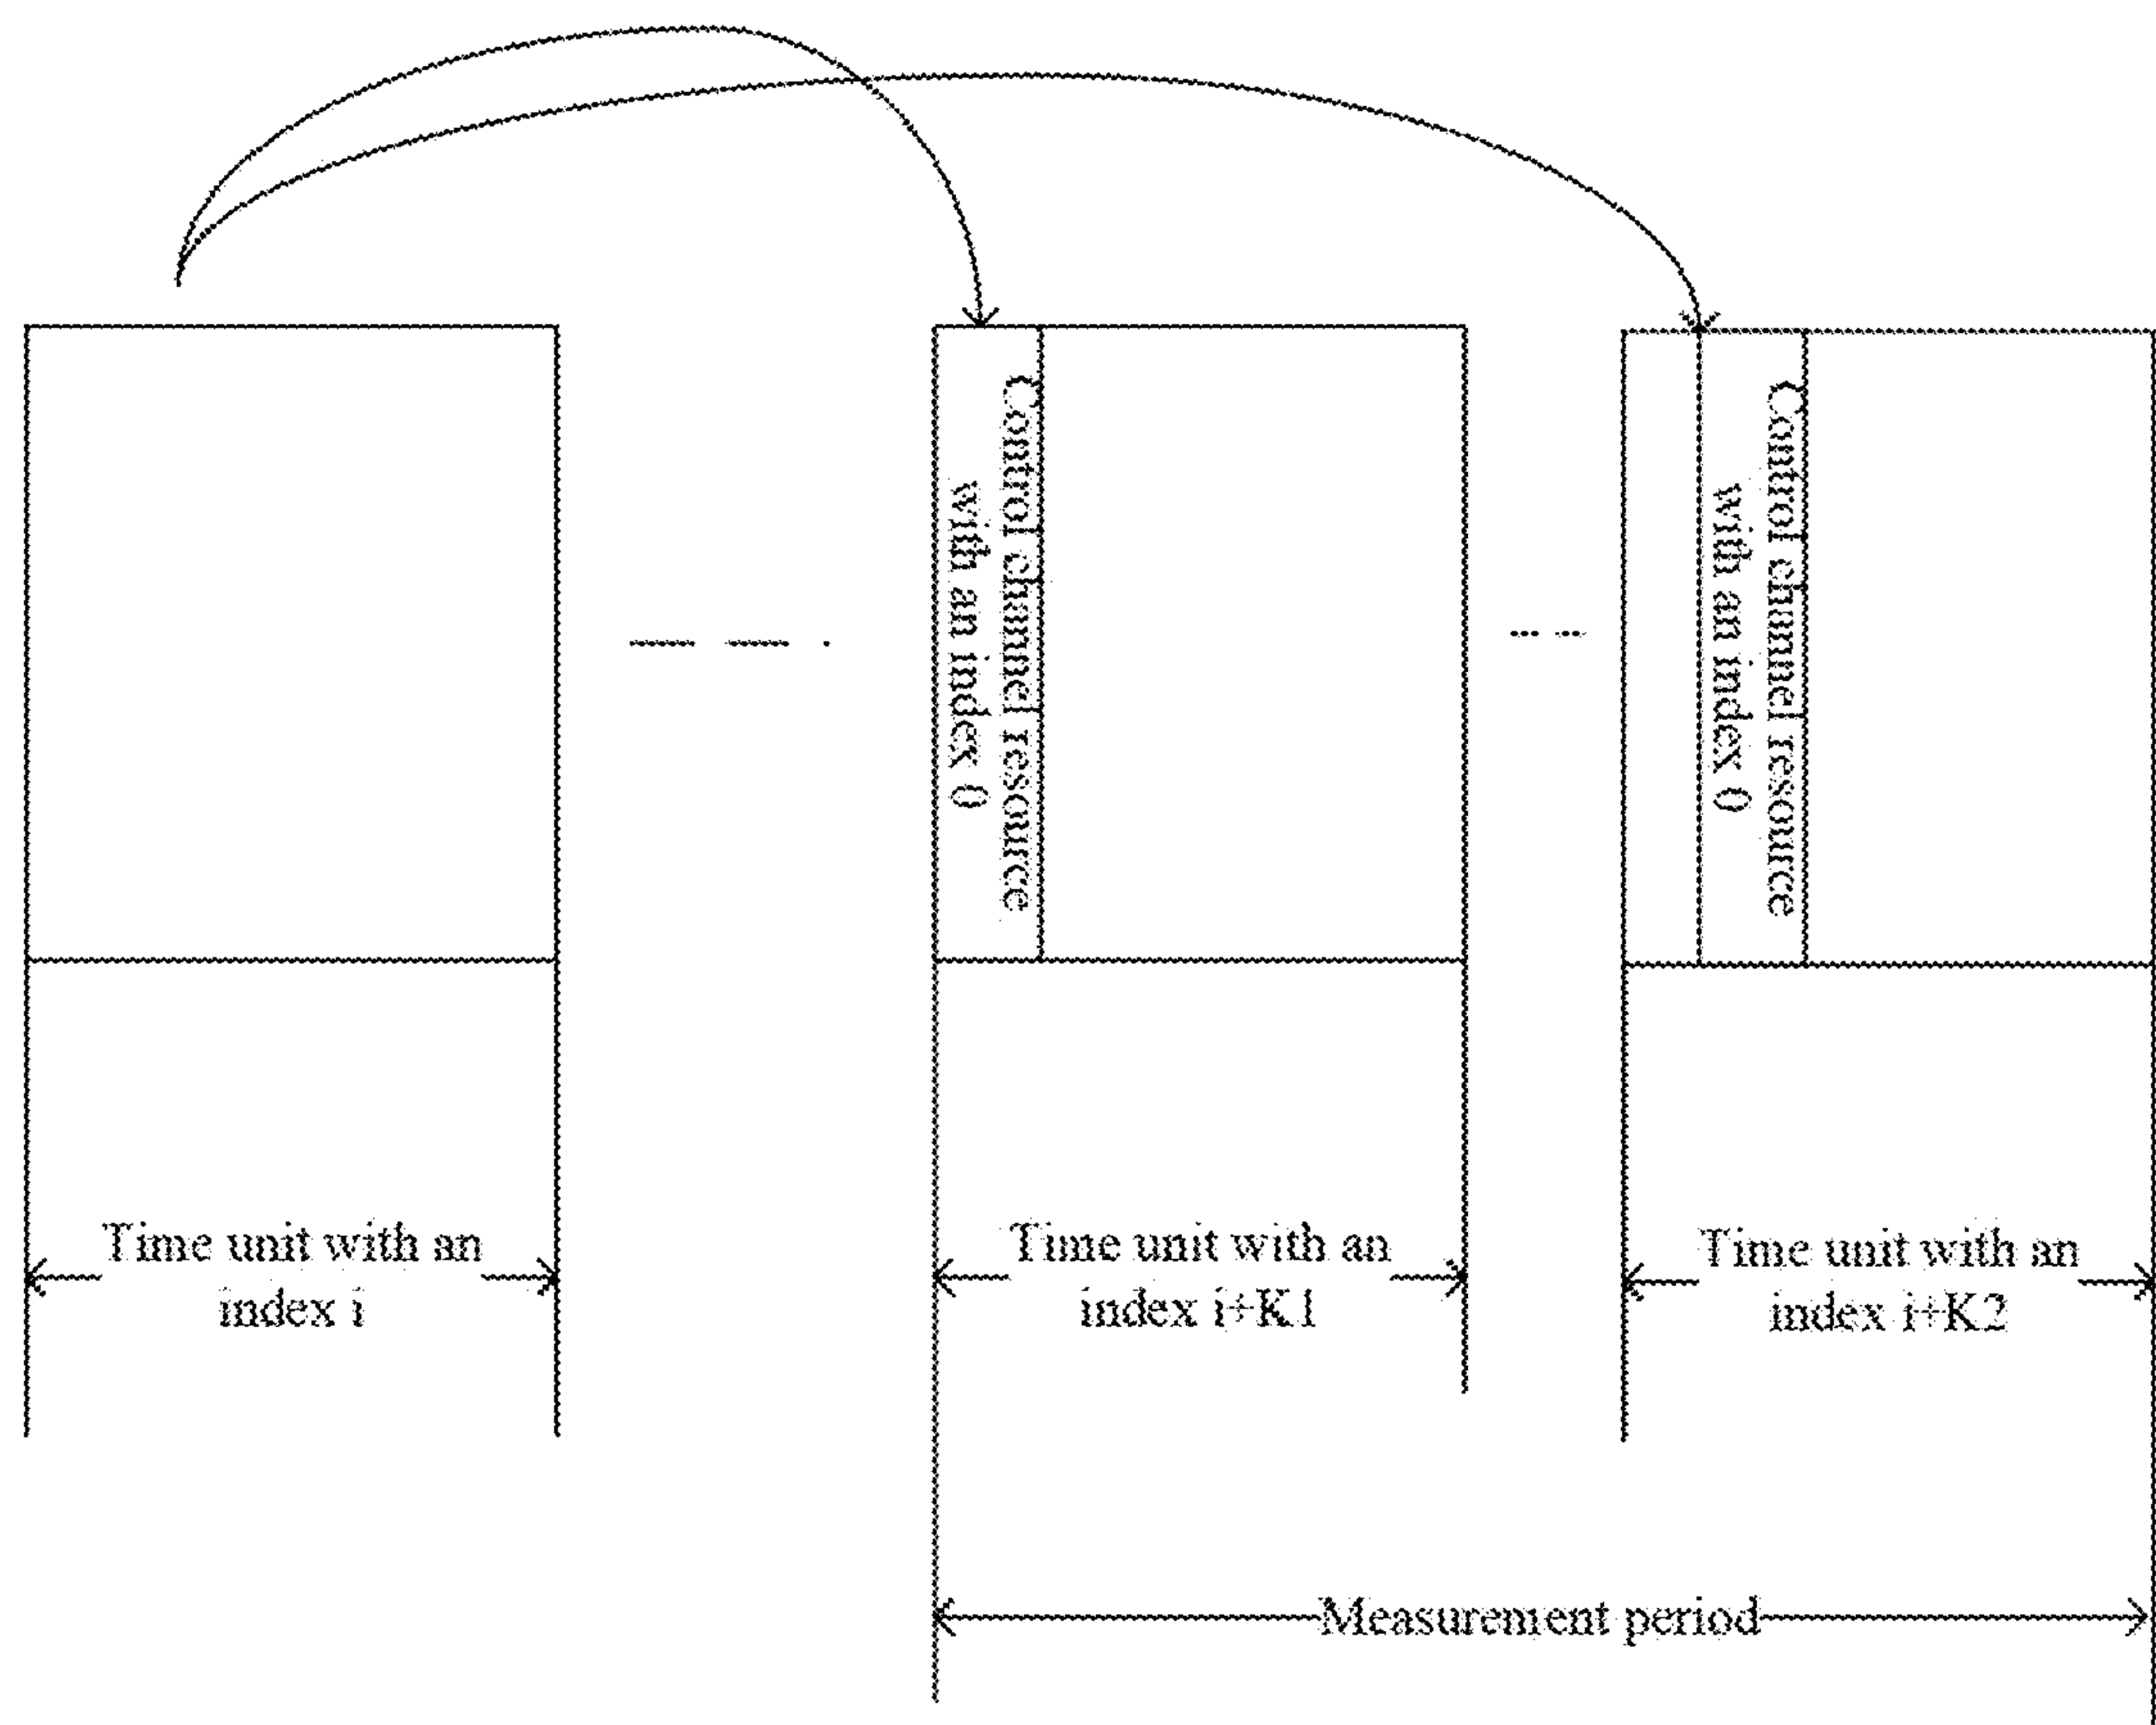 Control channel resource
with an index 0
Control channel resource
with an index 0
Time unit with an
index i
Time unit with an
index i+K1
Time unit with an
index i+K2
Measurement period